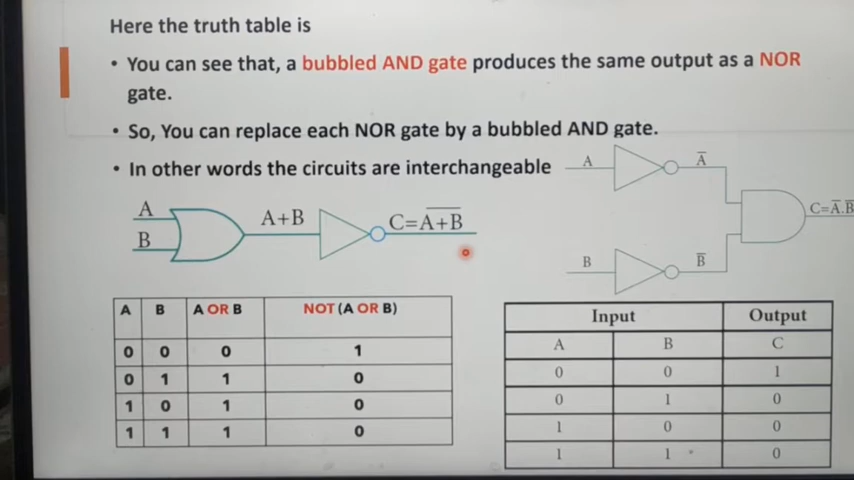 Here the truth table is
• You can see that, a bubbled AND gate produces the same output as a NOR
gate.
• So, You can replace each NOR gate by a bubbled AND gate.
• In other words the circuits are interchangeable
A A̅
A
B
A+B
C=A̅+̅B̅
C=A̅.B̅
B B̅
A B A OR B NOT (A OR B)
0 0 0 1
0 1 1 0
1 0 1 0
1 1 1 0
Input Output
A B C
0 0 1
0 1 0
1 0 0
1 1 0